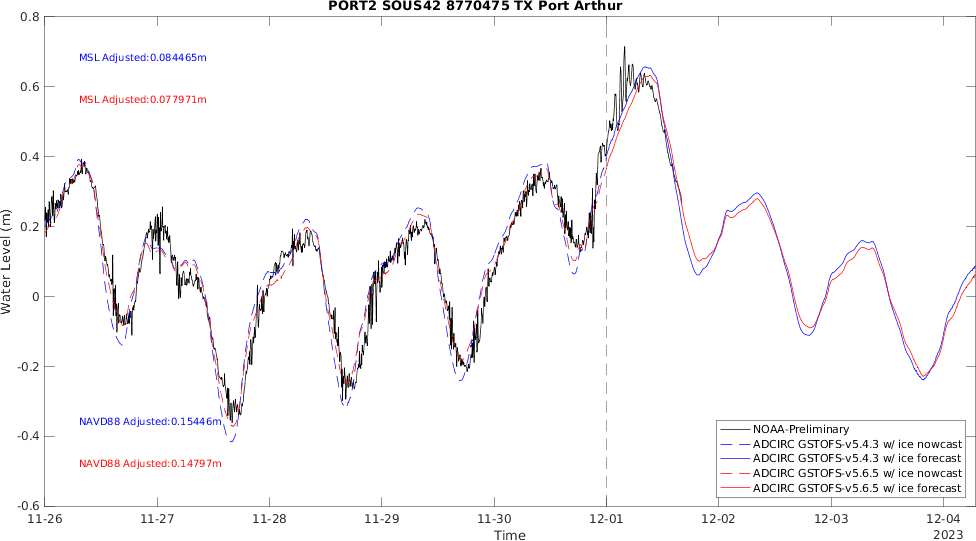 PORT2 SOUS42 8770475 TX Port Arthur
0.8
0.6
0.4
0.2
0
-0.2
-0.4
-0.6
Water Level (m)
MSL Adjusted:0.084465m
MSL Adjusted:0.077971m
NAVD88 Adjusted:0.15446m
NAVD88 Adjusted:0.14797m
NOAA-Preliminary
ADCIRC GSTOFS-v5.4.3 w/ ice nowcast
ADCIRC GSTOFS-v5.4.3 w/ ice forecast
ADCIRC GSTOFS-v5.6.5 w/ ice nowcast
ADCIRC GSTOFS-v5.6.5 w/ ice forecast
11-26 11-27 11-28 11-29 11-30 12-01 12-02 12-03 12-04
Time
2023